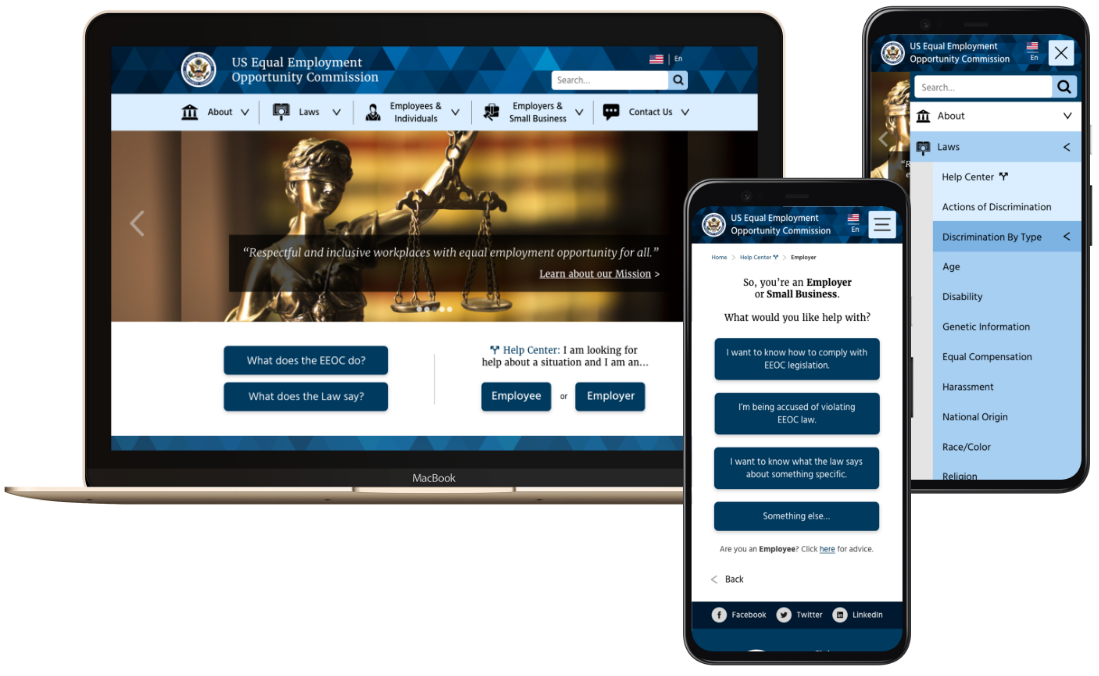 US Equal Employment
Opportunity Commission
En
Search...
About
Laws
Employees &
Individuals
Employers &
Small Business
Contact Us
“Respectful and inclusive workplaces with equal employment opportunity for all.”
Learn about our Mission >
What does the EEOC do?
What does the Law say?
Help Center: I am looking for
help about a situation and I am an...
Employee or Employer
MacBook
US Equal Employment
Opportunity Commission
En
Home > Help Center > Employer
So, you're an Employer
or Small Business.
What would you like help with?
I want to know how to comply with
EEOC legislation.
I'm being accused of violating
EEOC law.
I want to know what the law says
about something specific.
Something else...
Are you an Employee? Click here for advice.
< Back
Facebook Twitter Linkedin
US Equal Employment
Opportunity Commission
En
Search...
About
Laws
Help Center
Actions of Discrimination
Discrimination By Type
Age
Disability
Genetic Information
Equal Compensation
Harassment
National Origin
Race/Color
Religion